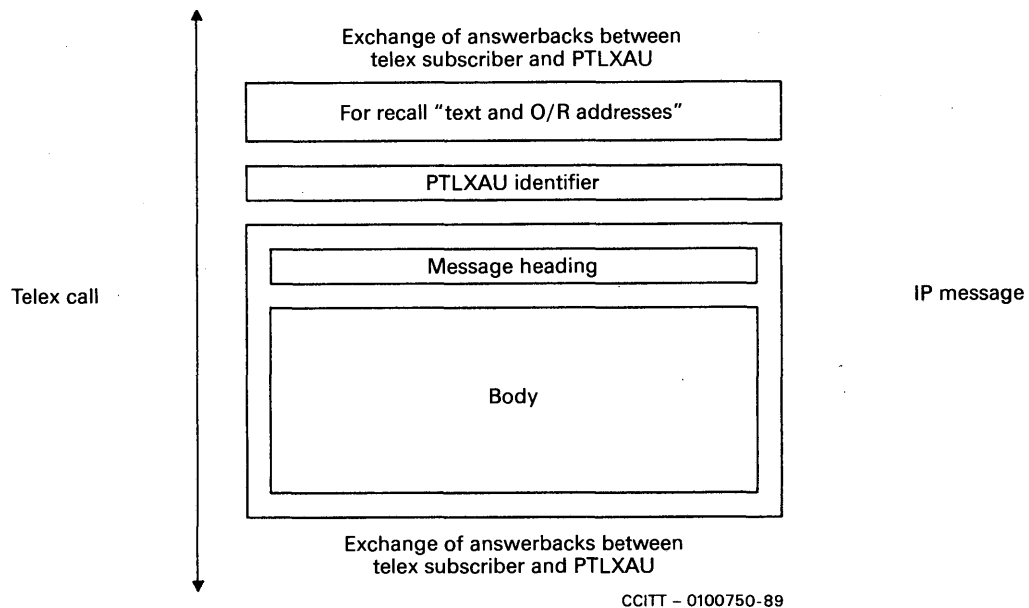 Exchange of answerbacks between
telex subscriber and PTLXAU
For recall "text and O/R addresses"
PTLXAU identifier
Message heading
Telex call
IP message
Body
Exchange of answerbacks between
telex subscriber and PTLXAU
CCITT – 0100750-89